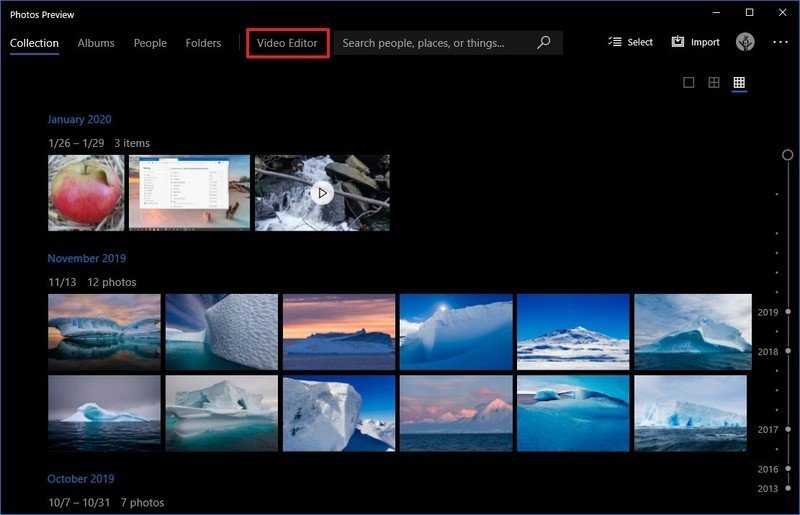 Photos Preview
Collection Albums People Folders Video Editor Search people, places, or things... Select Import
January 2020
1/26 – 1/29 3 items
November 2019
11/13 12 photos
2019
2018
2017
October 2019
2016
10/7 – 10/31 7 photos
2013